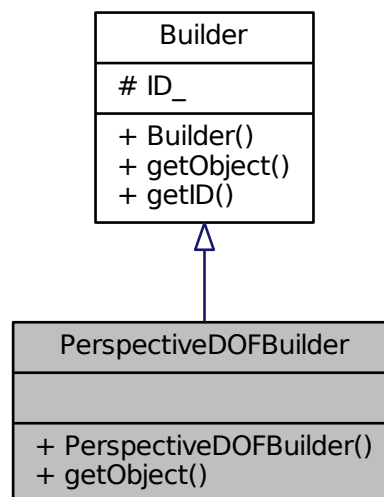 Builder
# ID_
+ Builder()
+ getObject()
+ getID()
PerspectiveDOFBuilder
+ PerspectiveDOFBuilder()
+ getObject()